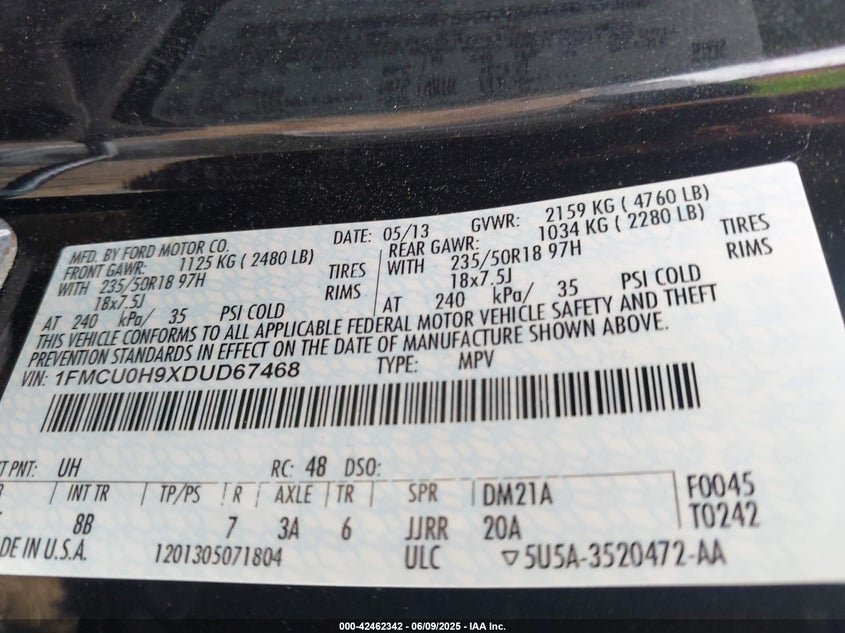 MFD. BY FORD MOTOR CO. DATE: 05/13 GVWR: 2159 KG ( 4760 LB)
FRONT GAWR: 1125 KG ( 2480 LB) REAR GAWR: 1034 KG ( 2280 LB)
WITH 235/50R18 97H TIRES WITH 235/50R18 97H TIRES
18x7.5J RIMS 18x7.5J RIMS
AT 240 kPa/ 35 PSI COLD AT 240 kPa/ 35 PSI COLD
THIS VEHICLE CONFORMS TO ALL APPLICABLE FEDERAL MOTOR VEHICLE SAFETY AND THEFT
PREVENTION STANDARDS IN EFFECT ON THE DATE OF MANUFACTURE SHOWN ABOVE.
VIN: 1FMCU0H9XDUD67468 TYPE: MPV
PNT: UH RC: 48 DSO:
INT TR TP/PS R AXLE TR SPR DM21A F0045
8B 7 3A 6 JJRR 20A T0242
IN U.S.A. 1201305071804 ULC ▽5U5A-3520472-AA
000-42462342 | 06/09/2025 - IAA Inc.